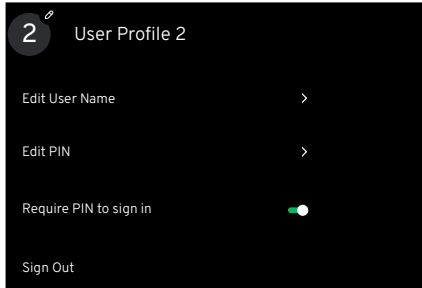 2
User Profile 2
Edit User Name
Edit PIN
Require PIN to sign in
Sign Out